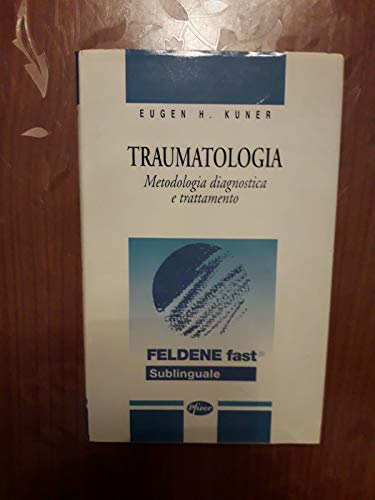 EUGEN H. KUNER
TRAUMATOLOGIA
Metodologia diagnostica
e trattamento
FELDENE fast®
Sublinguale
Pfizer